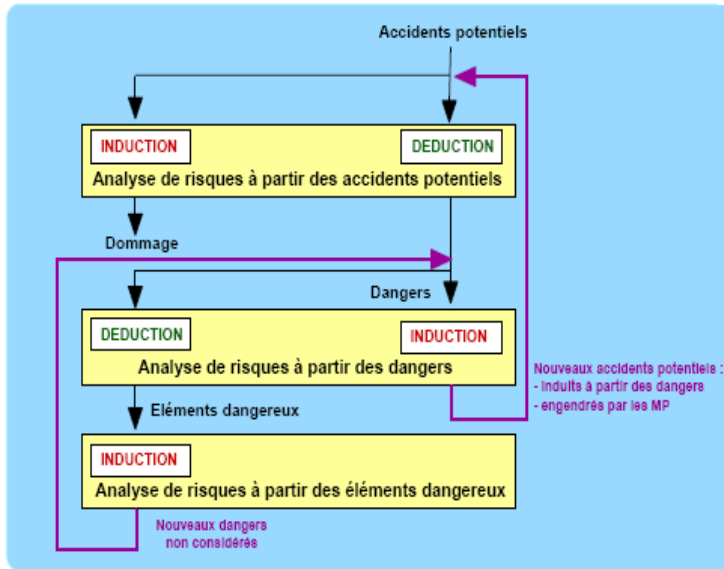 Accidents potentiels
INDUCTION
DEDUCTION
Analyse de risques à partir des accidents potentiels
Dommage
Dangers
DEDUCTION
INDUCTION
Analyse de risques à partir des dangers
Nouveaux accidents potentiels :
- Induits à partir des dangers
- engendrés par les MP
Eléments dangereux
INDUCTION
Analyse de risques à partir des éléments dangereux
Nouveaux dangers
non considérés